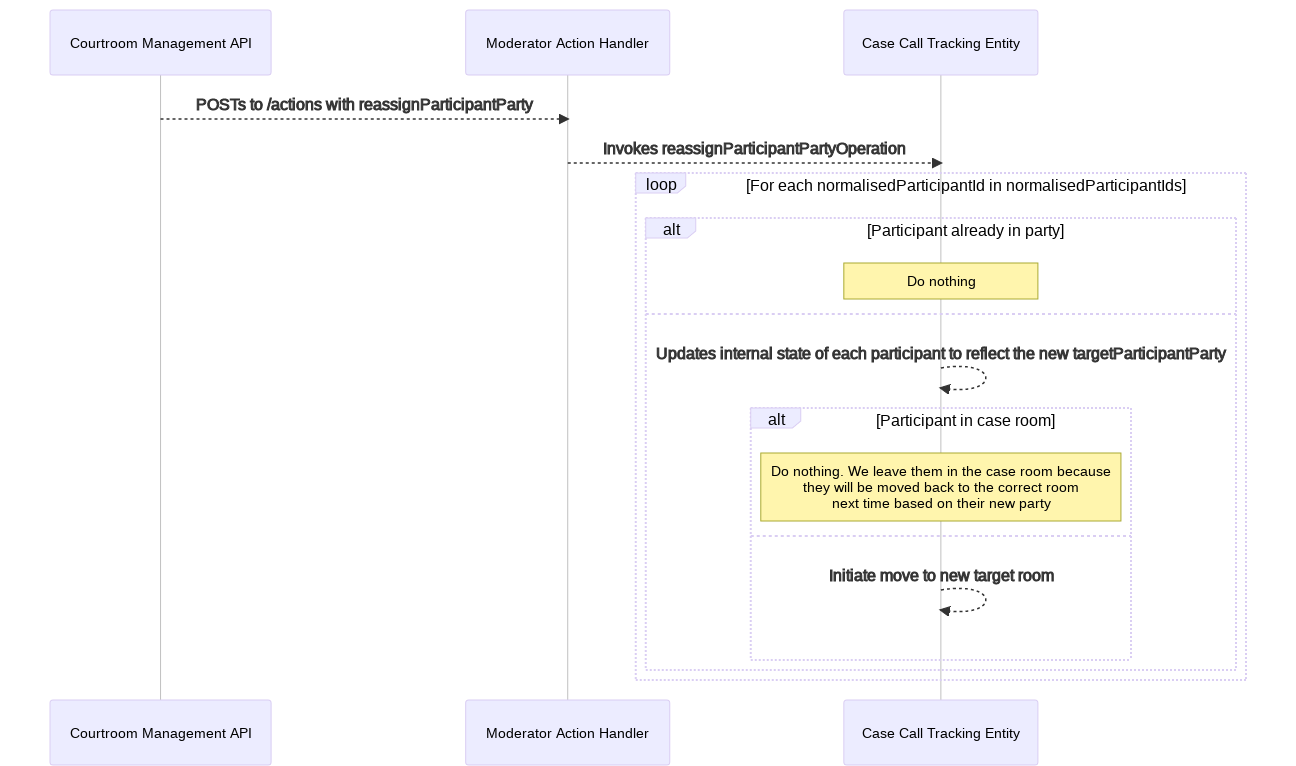 Courtroom Management API
Moderator Action Handler
Case Call Tracking Entity
POSTs to /actions with reassignParticipantParty
Invokes reassignParticipantPartyOperation
loop
[For each normalisedParticipantId in normalisedParticipantIds]
alt
[Participant already in party]
Do nothing
Updates internal state of each participant to reflect the new targetParticipantParty
alt
[Participant in case room]
Do nothing. We leave them in the case room because
they will be moved back to the correct room
next time based on their new party
Initiate move to new target room
Courtroom Management API
Moderator Action Handler
Case Call Tracking Entity